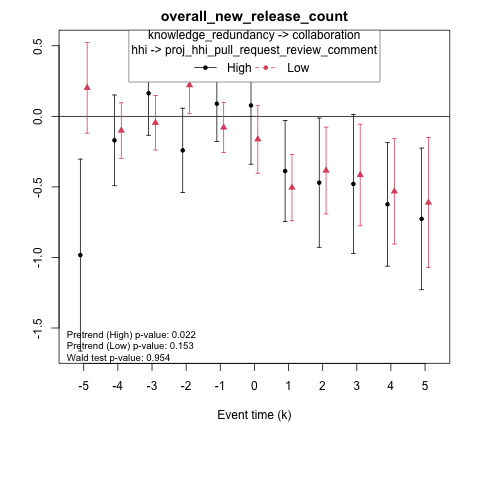 overall_new_release_count
knowledge_redundancy -> collaboration
hhi -> proj_hhi_pull_request_review_comment
High Low
0.5
0.0
-0.5
-1.0
-1.5
Pretrend (High) p-value: 0.022
Pretrend (Low) p-value: 0.153
Wald test p-value: 0.954
-5 -4 -3 -2 -1 0 1 2 3 4 5
Event time (k)